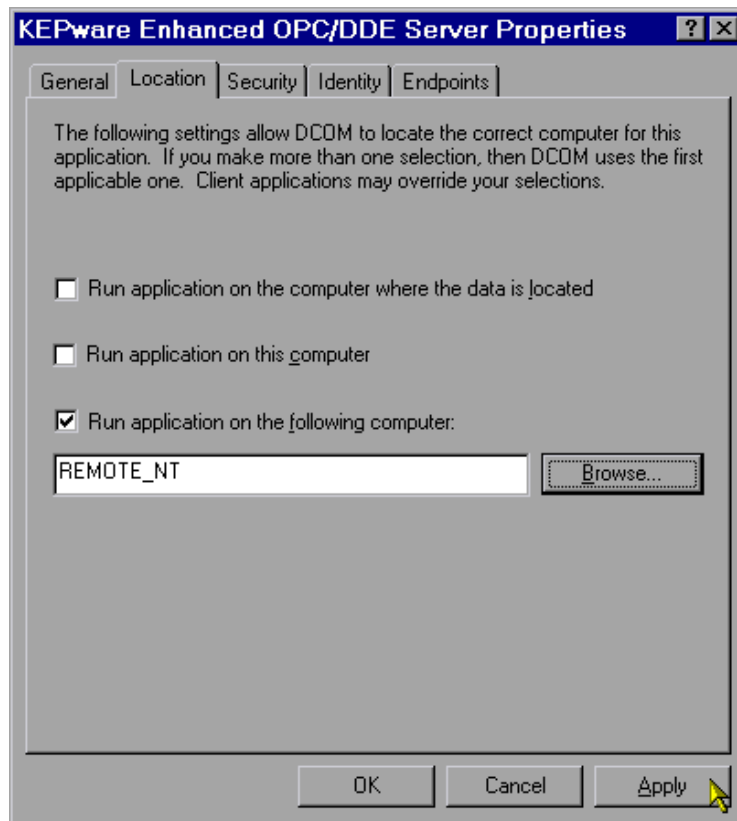 KEPware Enhanced OPC/DDE Server Properties
General Location Security Identity Endpoints
The following settings allow DCOM to locate the correct computer for this
application. If you make more than one selection, then DCOM uses the first
applicable one. Client applications may override your selections.
Run application on the computer where the data is located
Run application on this computer
Run application on the following computer:
REMOTE_NT Browse...
OK Cancel Apply